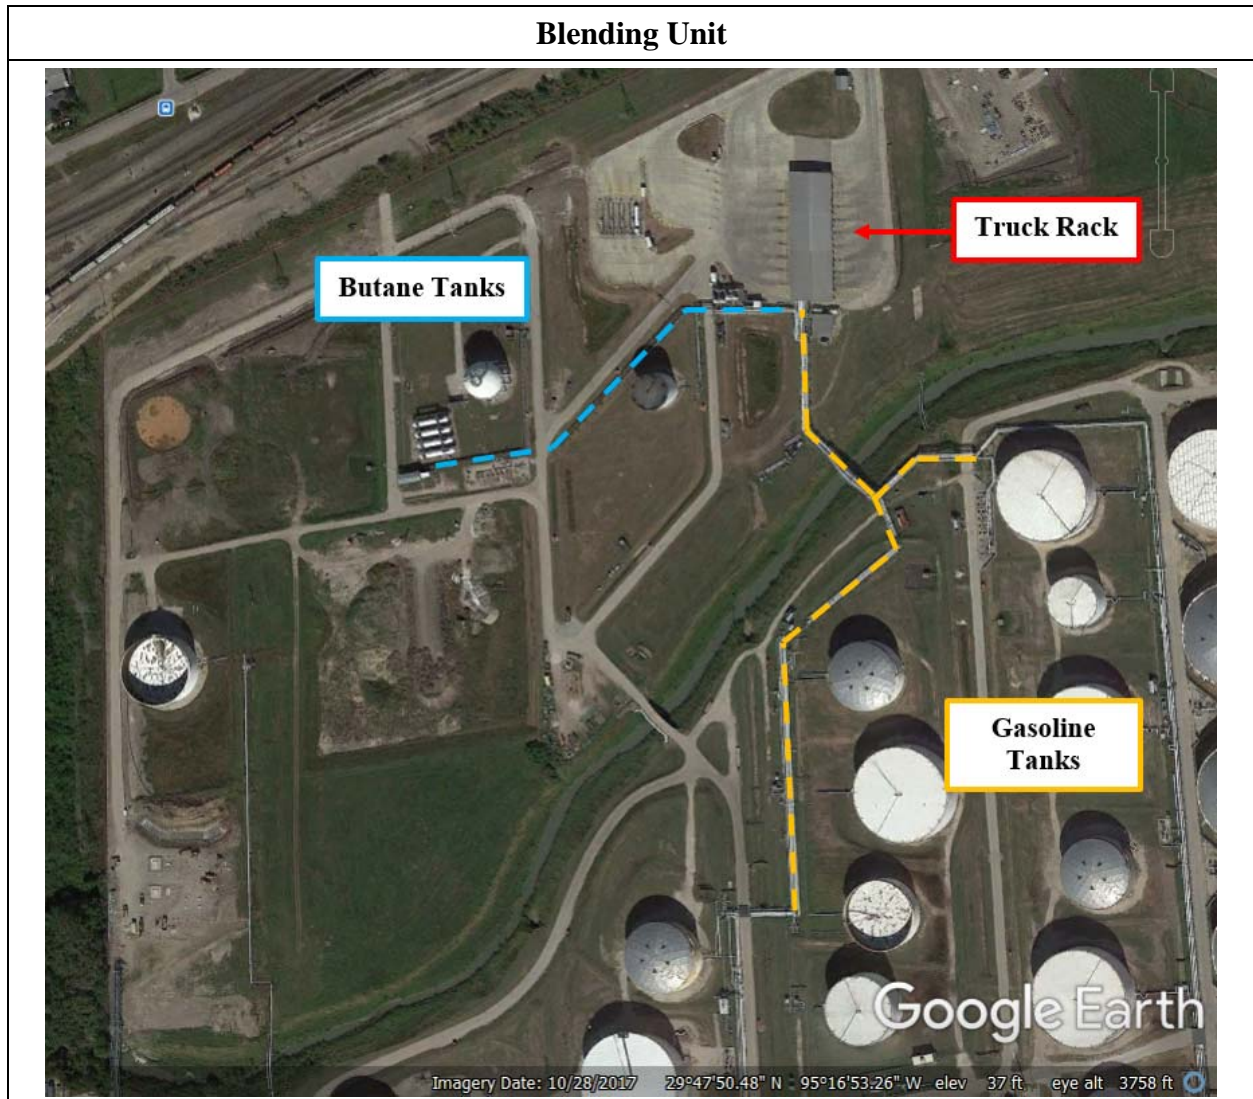 Blending Unit
Truck Rack
Butane Tanks
Gasoline
Tanks
Google Earth
Imagery Date: 10/28/2017 29°47'50.48" N 95°16'53.26" W elev 37 ft eye alt 3758 ft